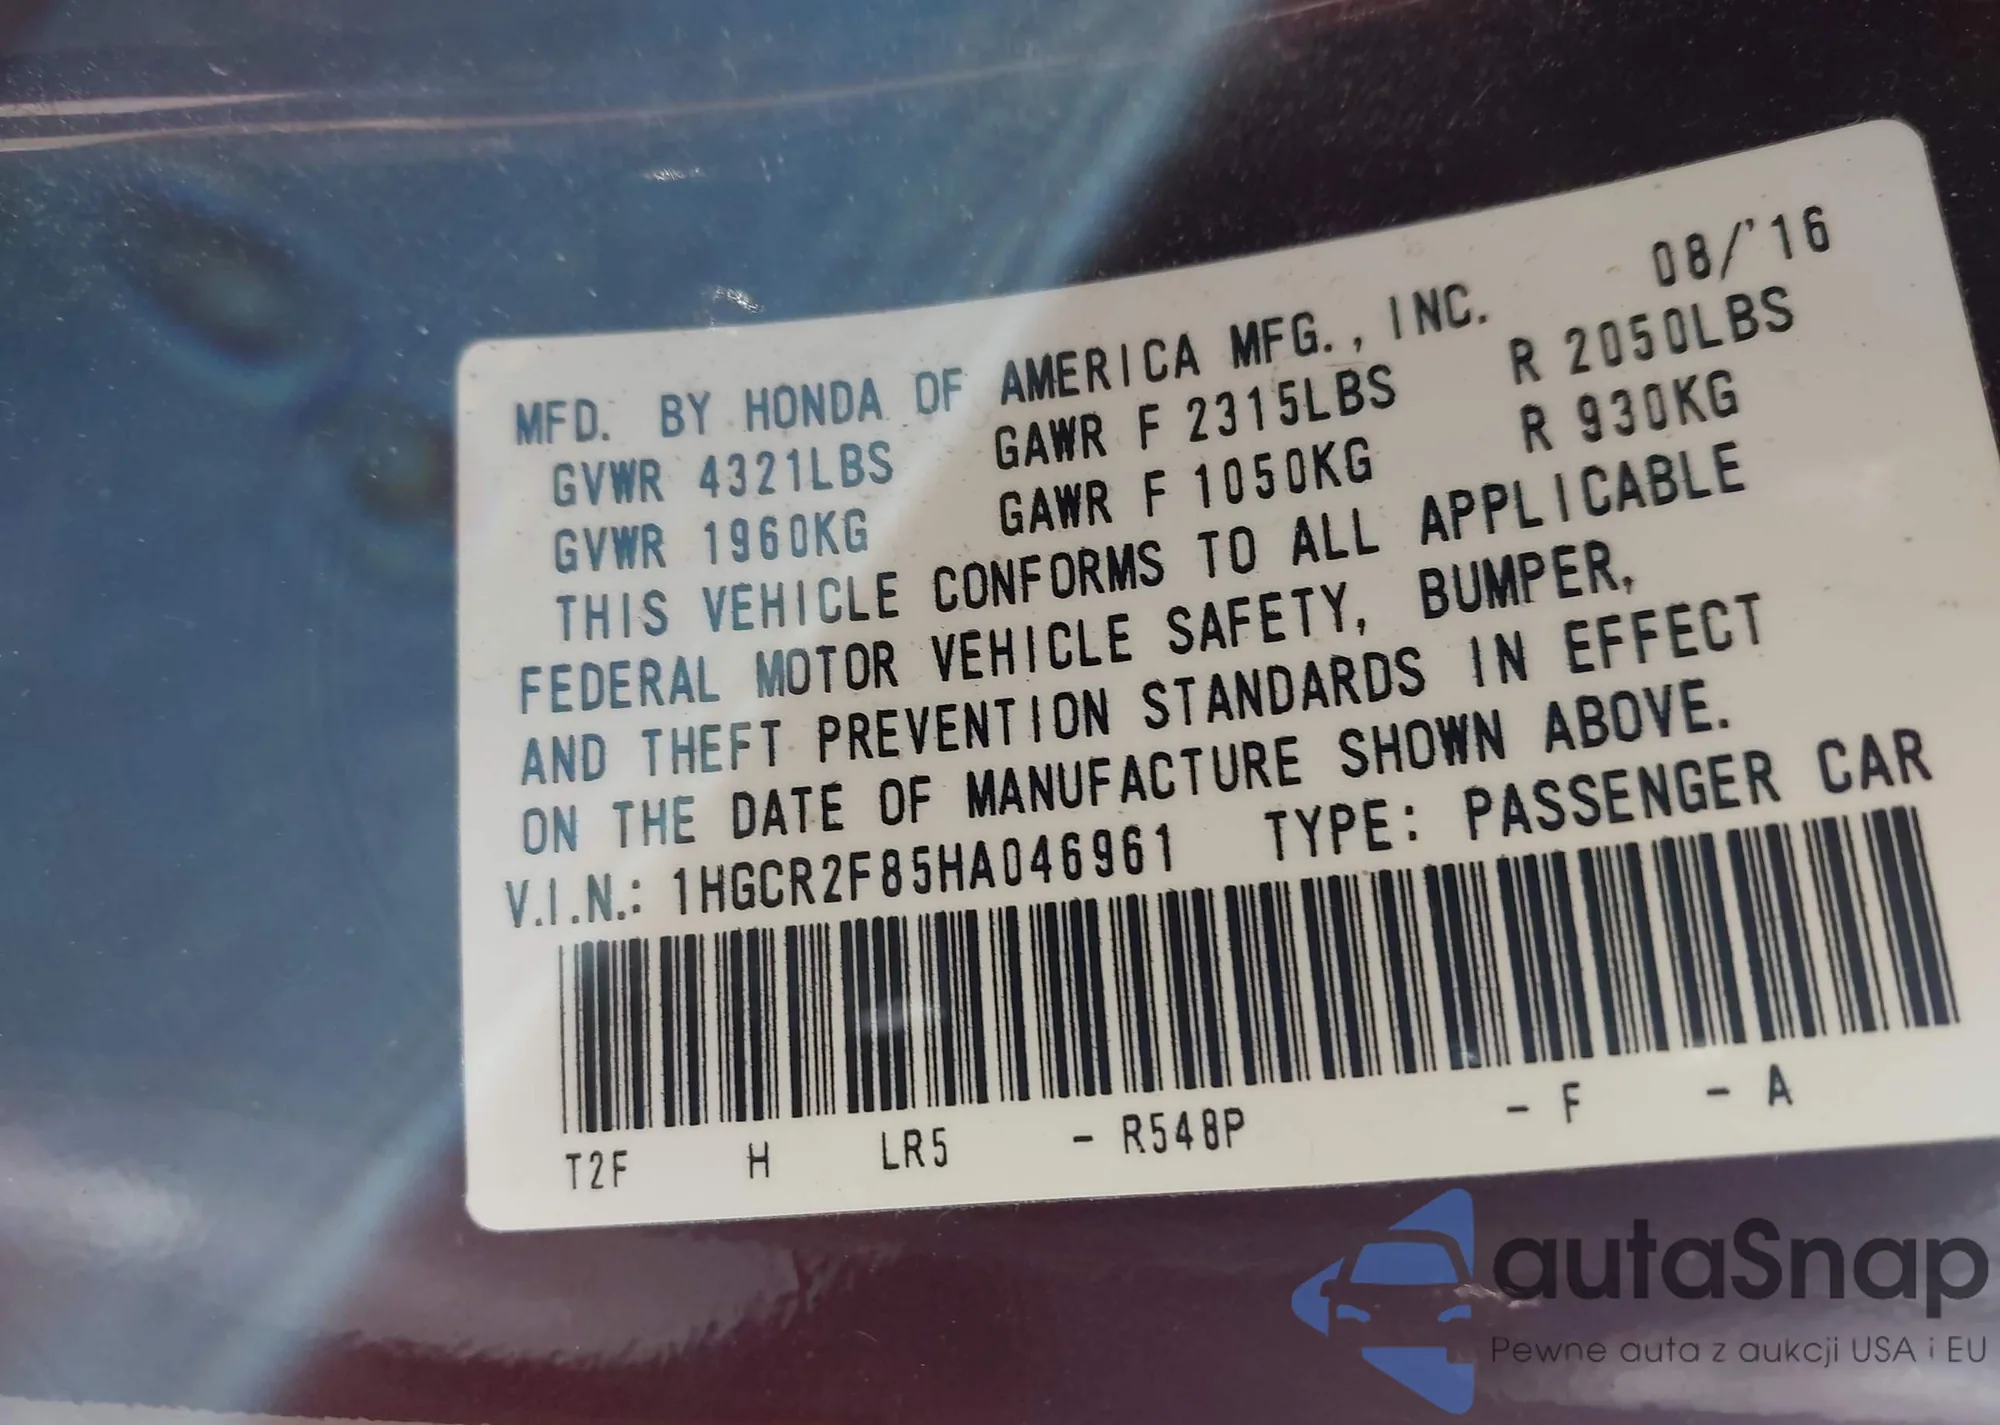 08/'16
MFD. BY HONDA OF AMERICA MFG., INC.
GVWR 4321LBS GAWR F 2315LBS R 2050LBS
GVWR 1960KG GAWR F 1050KG R 930KG
THIS VEHICLE CONFORMS TO ALL APPLICABLE
FEDERAL MOTOR VEHICLE SAFETY, BUMPER,
AND THEFT PREVENTION STANDARDS IN EFFECT
ON THE DATE OF MANUFACTURE SHOWN ABOVE.
V.I.N.: 1HGCR2F85HA046961 TYPE: PASSENGER CAR
T2F H LR5 - R548P - F - A
autaSnap
Pewne auta z aukcji USA i EU